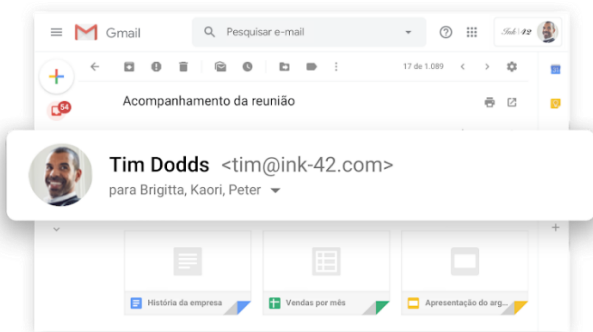 Gmail
Pesquisar e-mail
Ink 42
17 de 1.089
54
Acompanhamento da reunião
Tim Dodds <tim@ink-42.com>
para Brigitta, Kaori, Peter
História da empresa
Vendas por mês
Apresentação do arg...